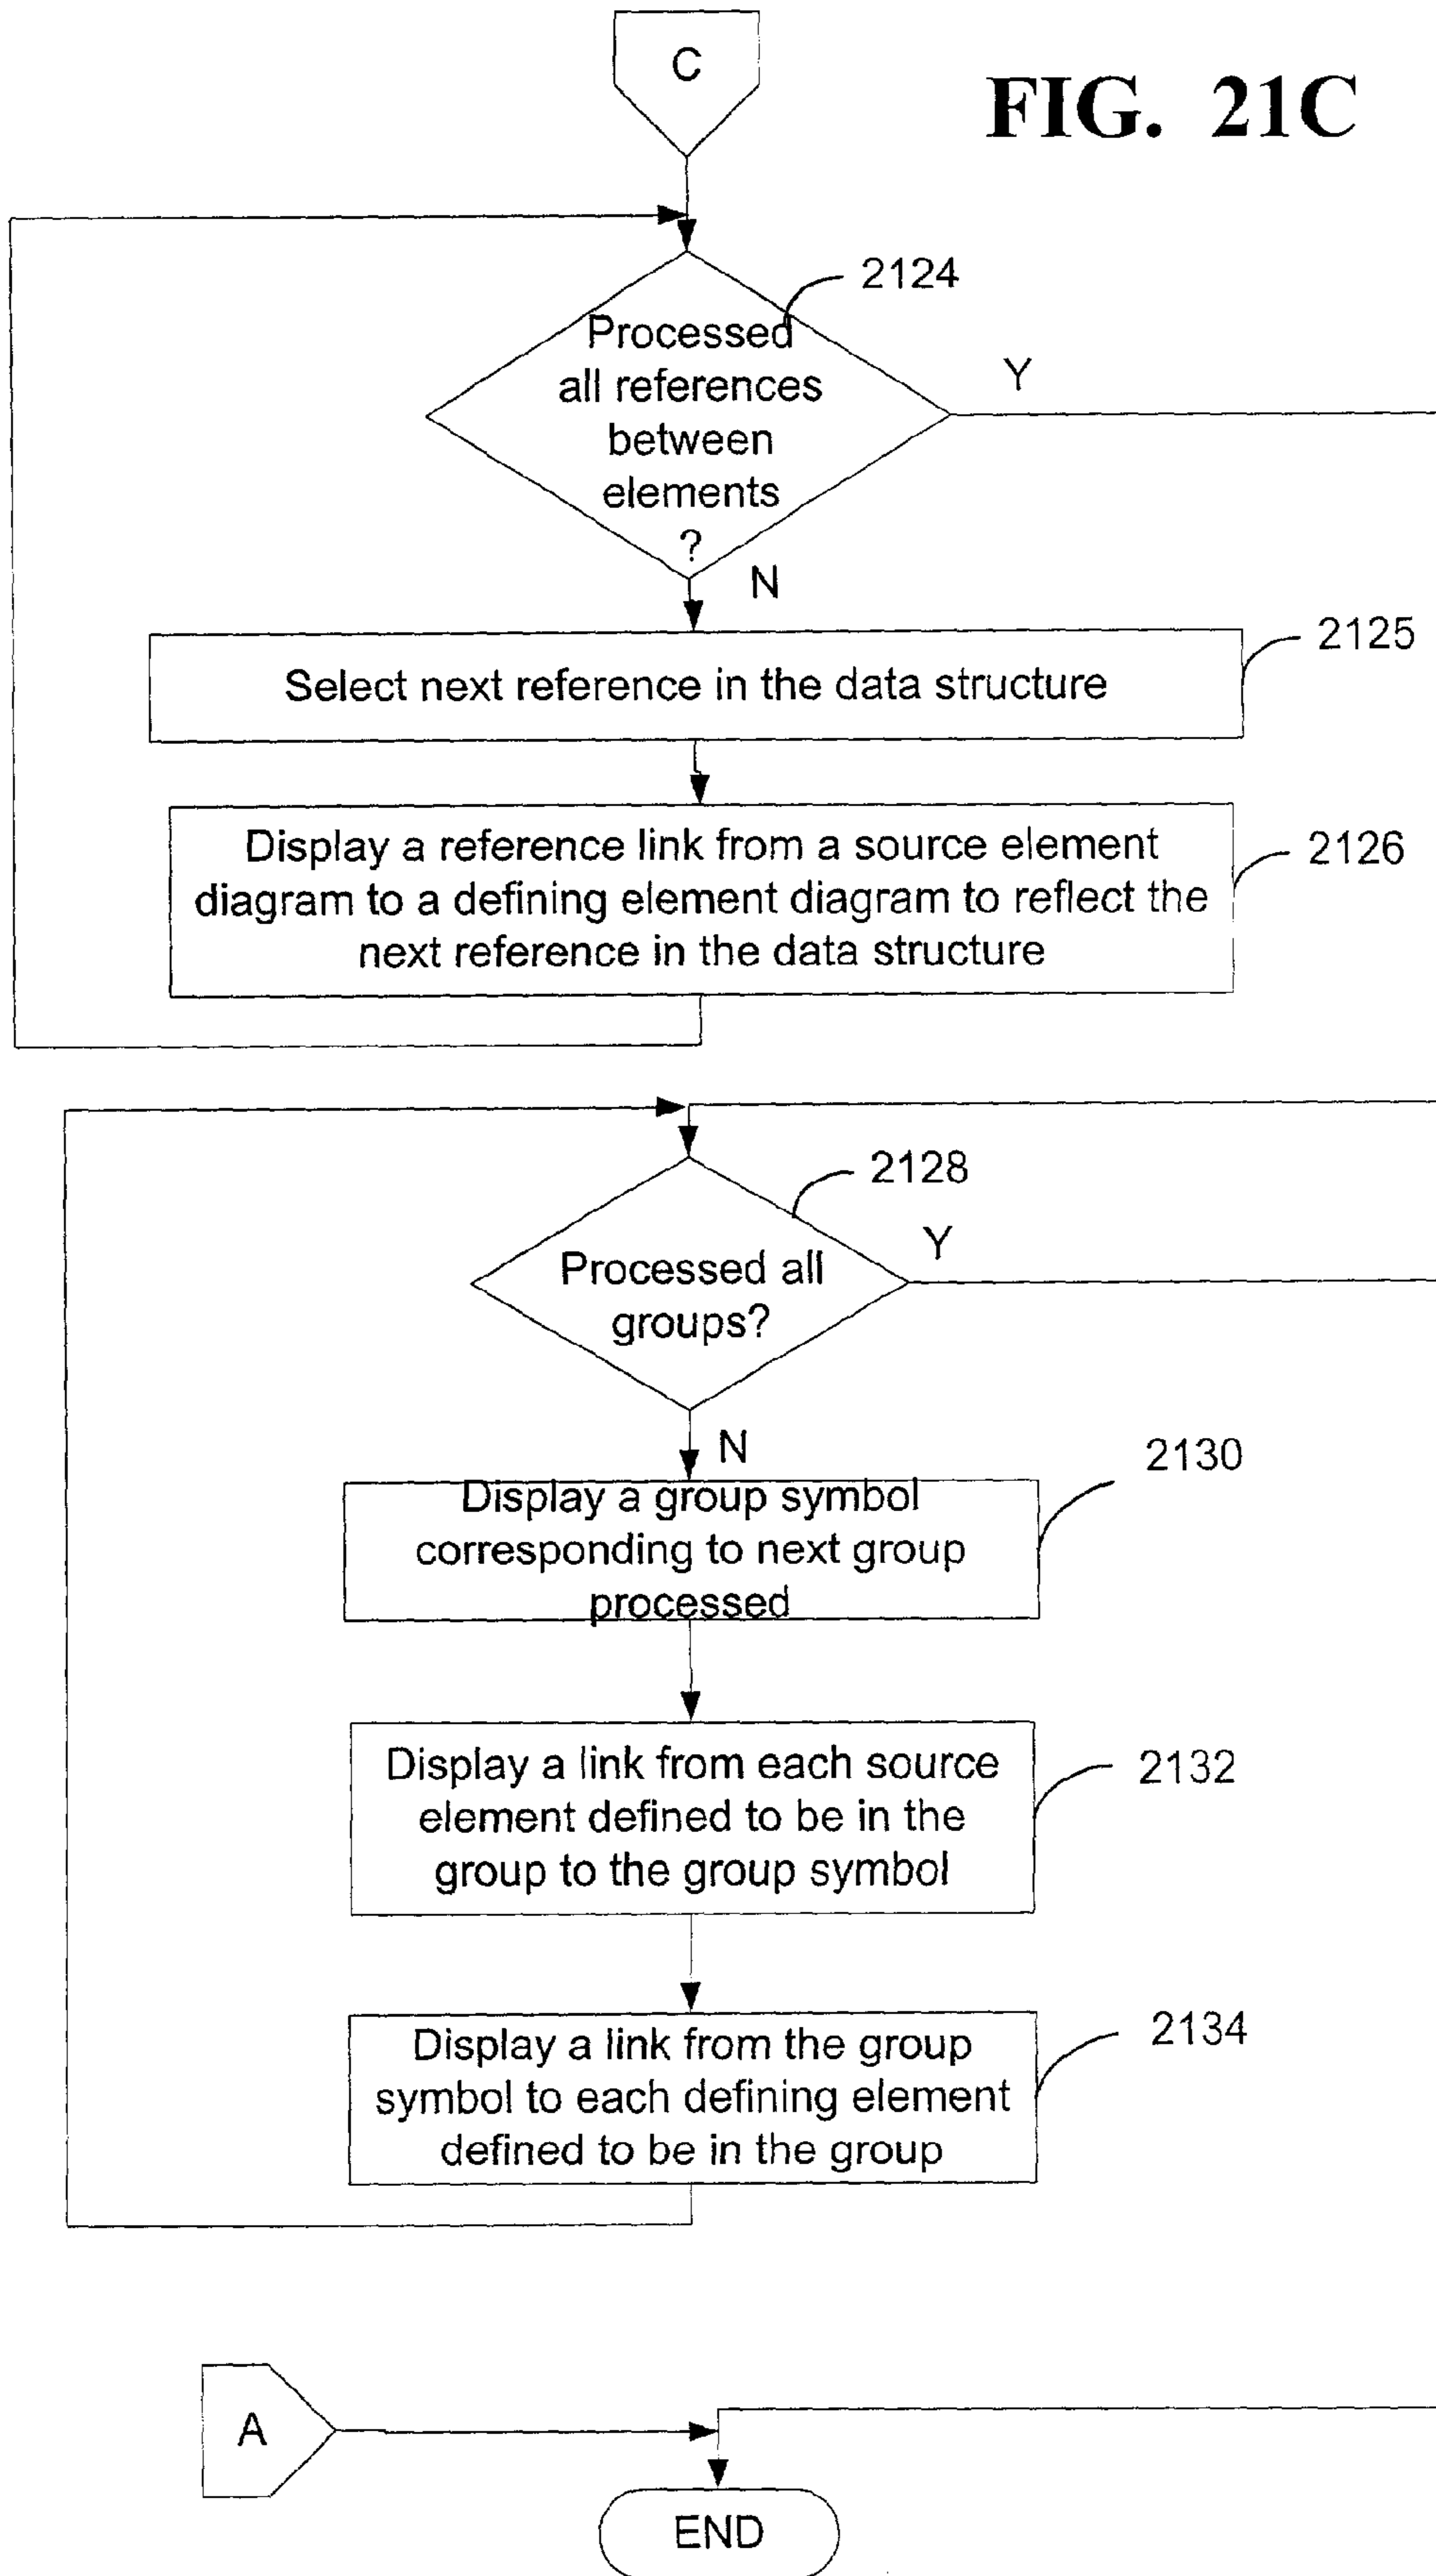 C
FIG. 21C
2124
Processed
all references
between
elements
?
Y
N
2125
Select next reference in the data structure
2126
Display a reference link from a source element
diagram to a defining element diagram to reflect the
next reference in the data structure
2128
Processed all
groups?
Y
N
2130
Display a group symbol
corresponding to next group
processed
2132
Display a link from each source
element defined to be in the
group to the group symbol
2134
Display a link from the group
symbol to each defining element
defined to be in the group
A
END